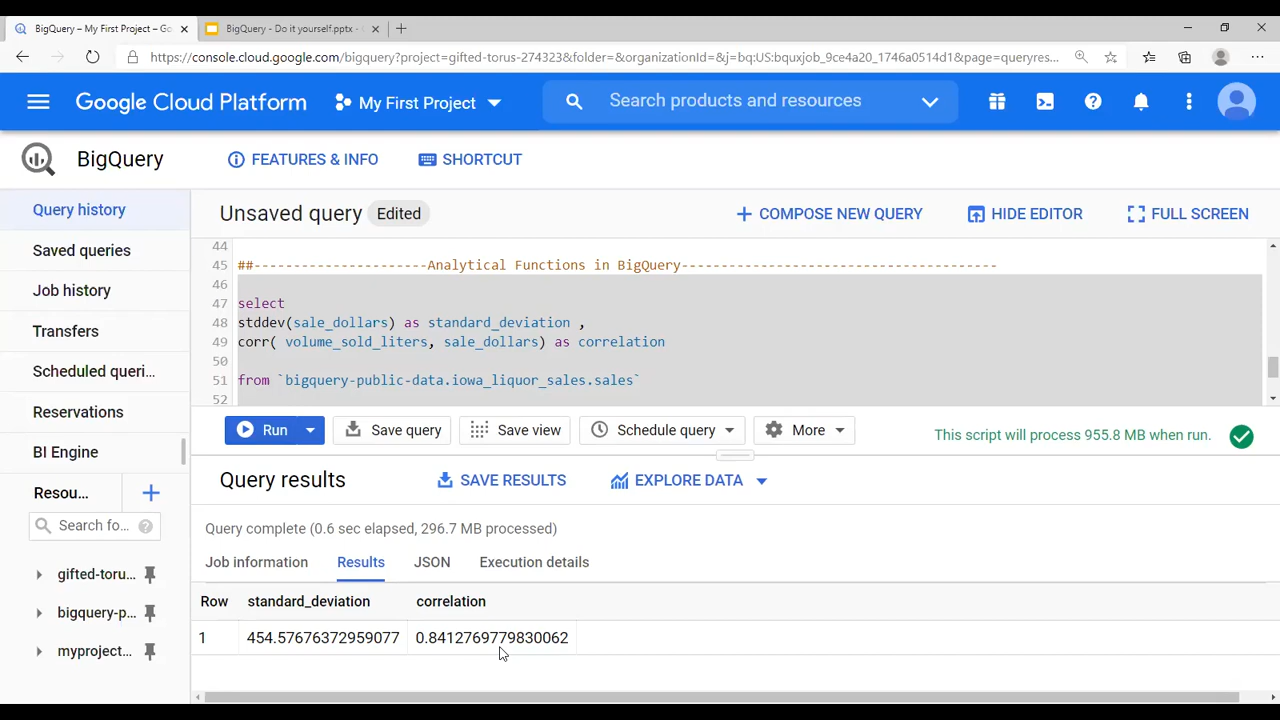 BigQuery – My First Project – Go
BigQuery - Do it yourself.pptx -
https://console.cloud.google.com/bigquery?project=gifted-torus-274323&folder=&organizationId=&j=bq:US:bquxjob_9ce4a20_1746a0514d1&page=queryres...
Google Cloud Platform
My First Project
Search products and resources
BigQuery
FEATURES & INFO
SHORTCUT
Query history
Saved queries
Job history
Transfers
Scheduled queri...
Reservations
BI Engine
Resou...
Search fo...
gifted-toru...
bigquery-p...
myproject...
Unsaved query
Edited
COMPOSE NEW QUERY
HIDE EDITOR
FULL SCREEN
44
45 ##----------------------Analytical Functions in BigQuery----------------------------------------
46
47 select
48 stddev(sale_dollars) as standard_deviation ,
49 corr( volume_sold_liters, sale_dollars) as correlation
50
51 from `bigquery-public-data.iowa_liquor_sales.sales`
52
Run
Save query
Save view
Schedule query
More
This script will process 955.8 MB when run.
Query results
SAVE RESULTS
EXPLORE DATA
Query complete (0.6 sec elapsed, 296.7 MB processed)
Job information
Results
JSON
Execution details
Row standard_deviation correlation
1 454.57676372959077 0.8412769779830062